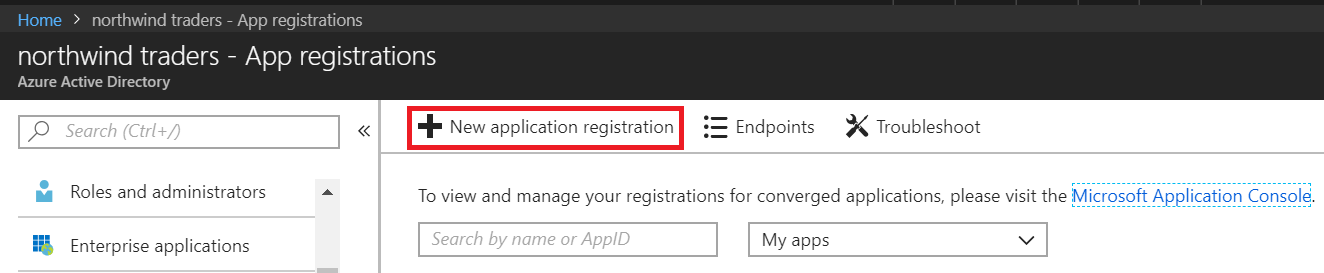 Home > northwind traders - App registrations
northwind traders - App registrations
Azure Active Directory
Search (Ctrl+/)
«
New application registration
Endpoints
Troubleshoot
Roles and administrators
Enterprise applications
To view and manage your registrations for converged applications, please visit the Microsoft Application Console.
Search by name or AppID
My apps